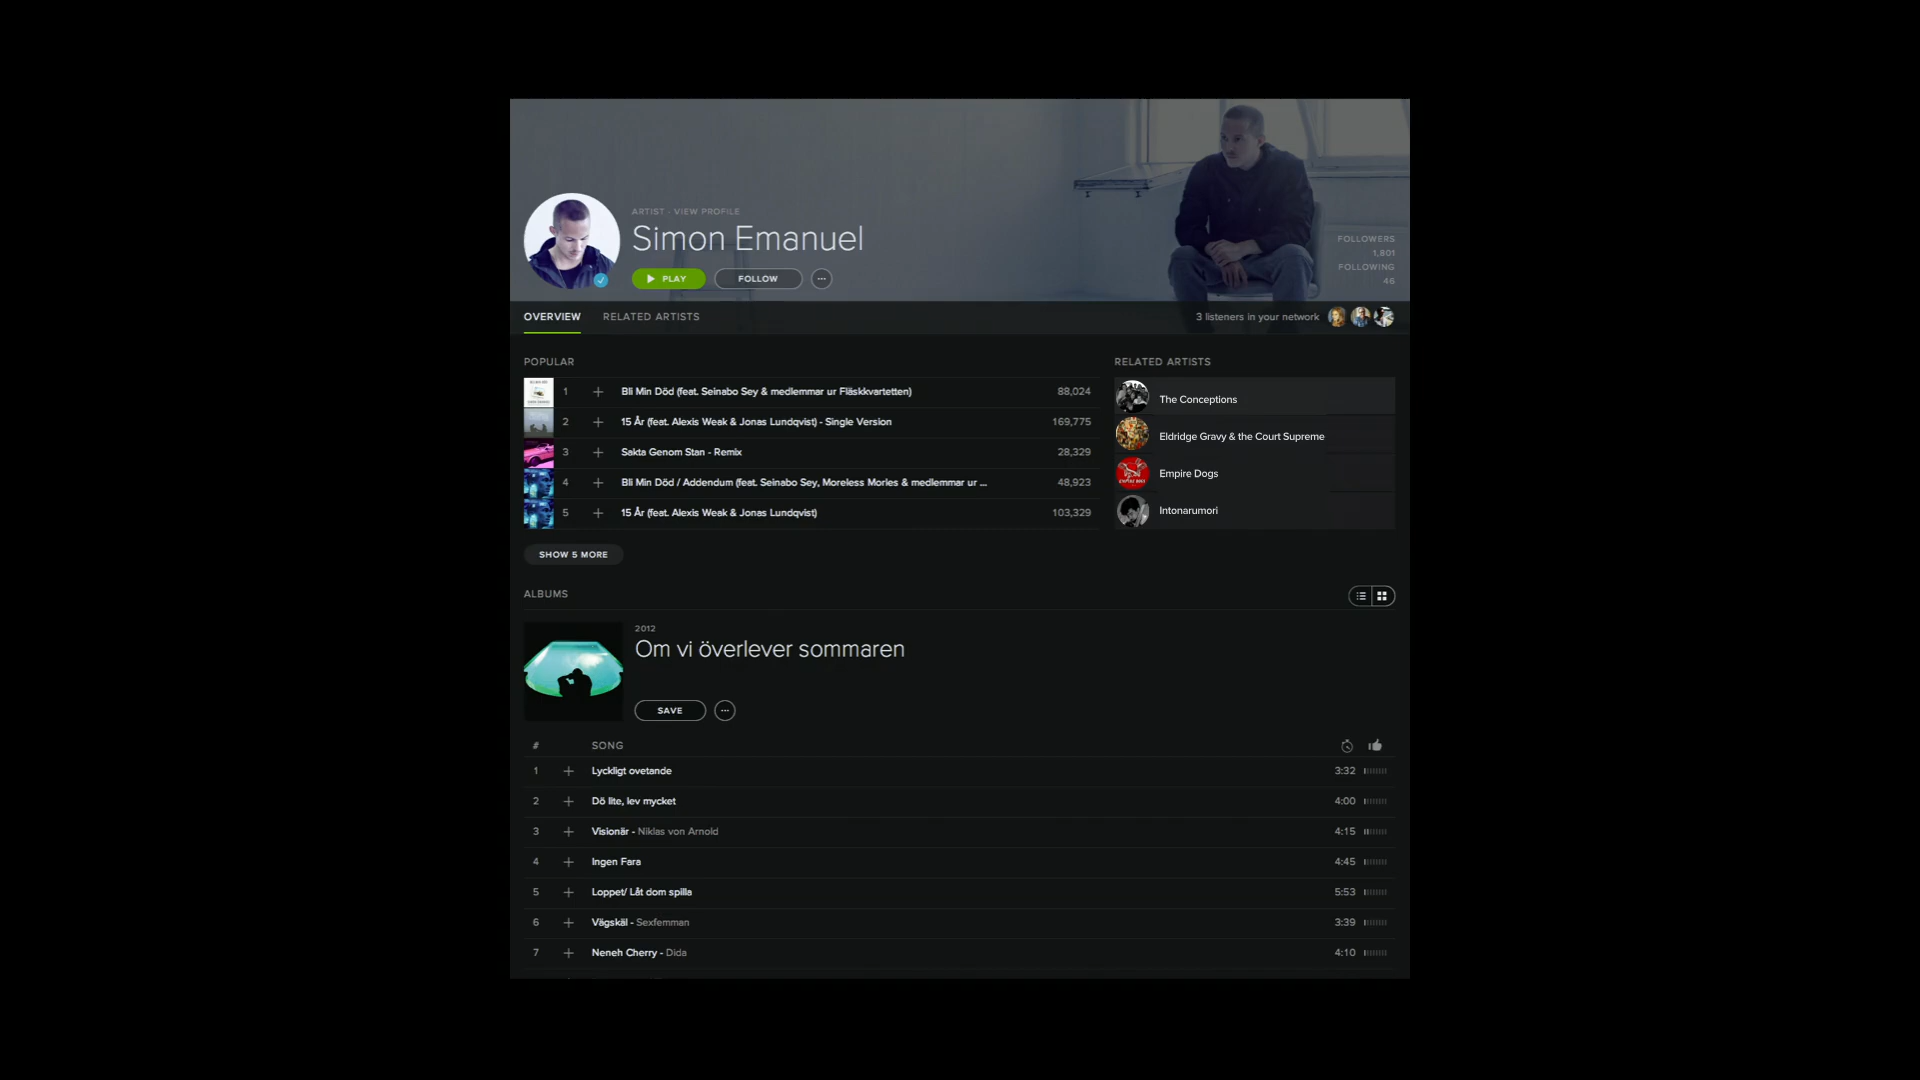 ARTIST · VIEW PROFILE
Simon Emanuel
PLAY
FOLLOW
FOLLOWERS
1,801
FOLLOWING
46
OVERVIEW
RELATED ARTISTS
3 listeners in your network
POPULAR
1 Bli Min Död (feat. Seinabo Sey & medlemmar ur Fläskkvartetten) 88,024
2 15 År (feat. Alexis Weak & Jonas Lundqvist) - Single Version 169,775
3 Sakta Genom Stan - Remix 28,329
4 Bli Min Död / Addendum (feat. Seinabo Sey, Moreless Morles & medlemmar ur ... 48,923
5 15 År (feat. Alexis Weak & Jonas Lundqvist) 103,329
SHOW 5 MORE
RELATED ARTISTS
The Conceptions
Eldridge Gravy & the Court Supreme
Empire Dogs
Intonarumori
ALBUMS
2012
Om vi överlever sommaren
SAVE
# SONG
1 Lyckligt ovetande 3:32
2 Dö lite, lev mycket 4:00
3 Visionär - Niklas von Arnold 4:15
4 Ingen Fara 4:45
5 Loppet/ Låt dom spilla 5:53
6 Vägskäl - Sexfemman 3:39
7 Neneh Cherry - Dida 4:10